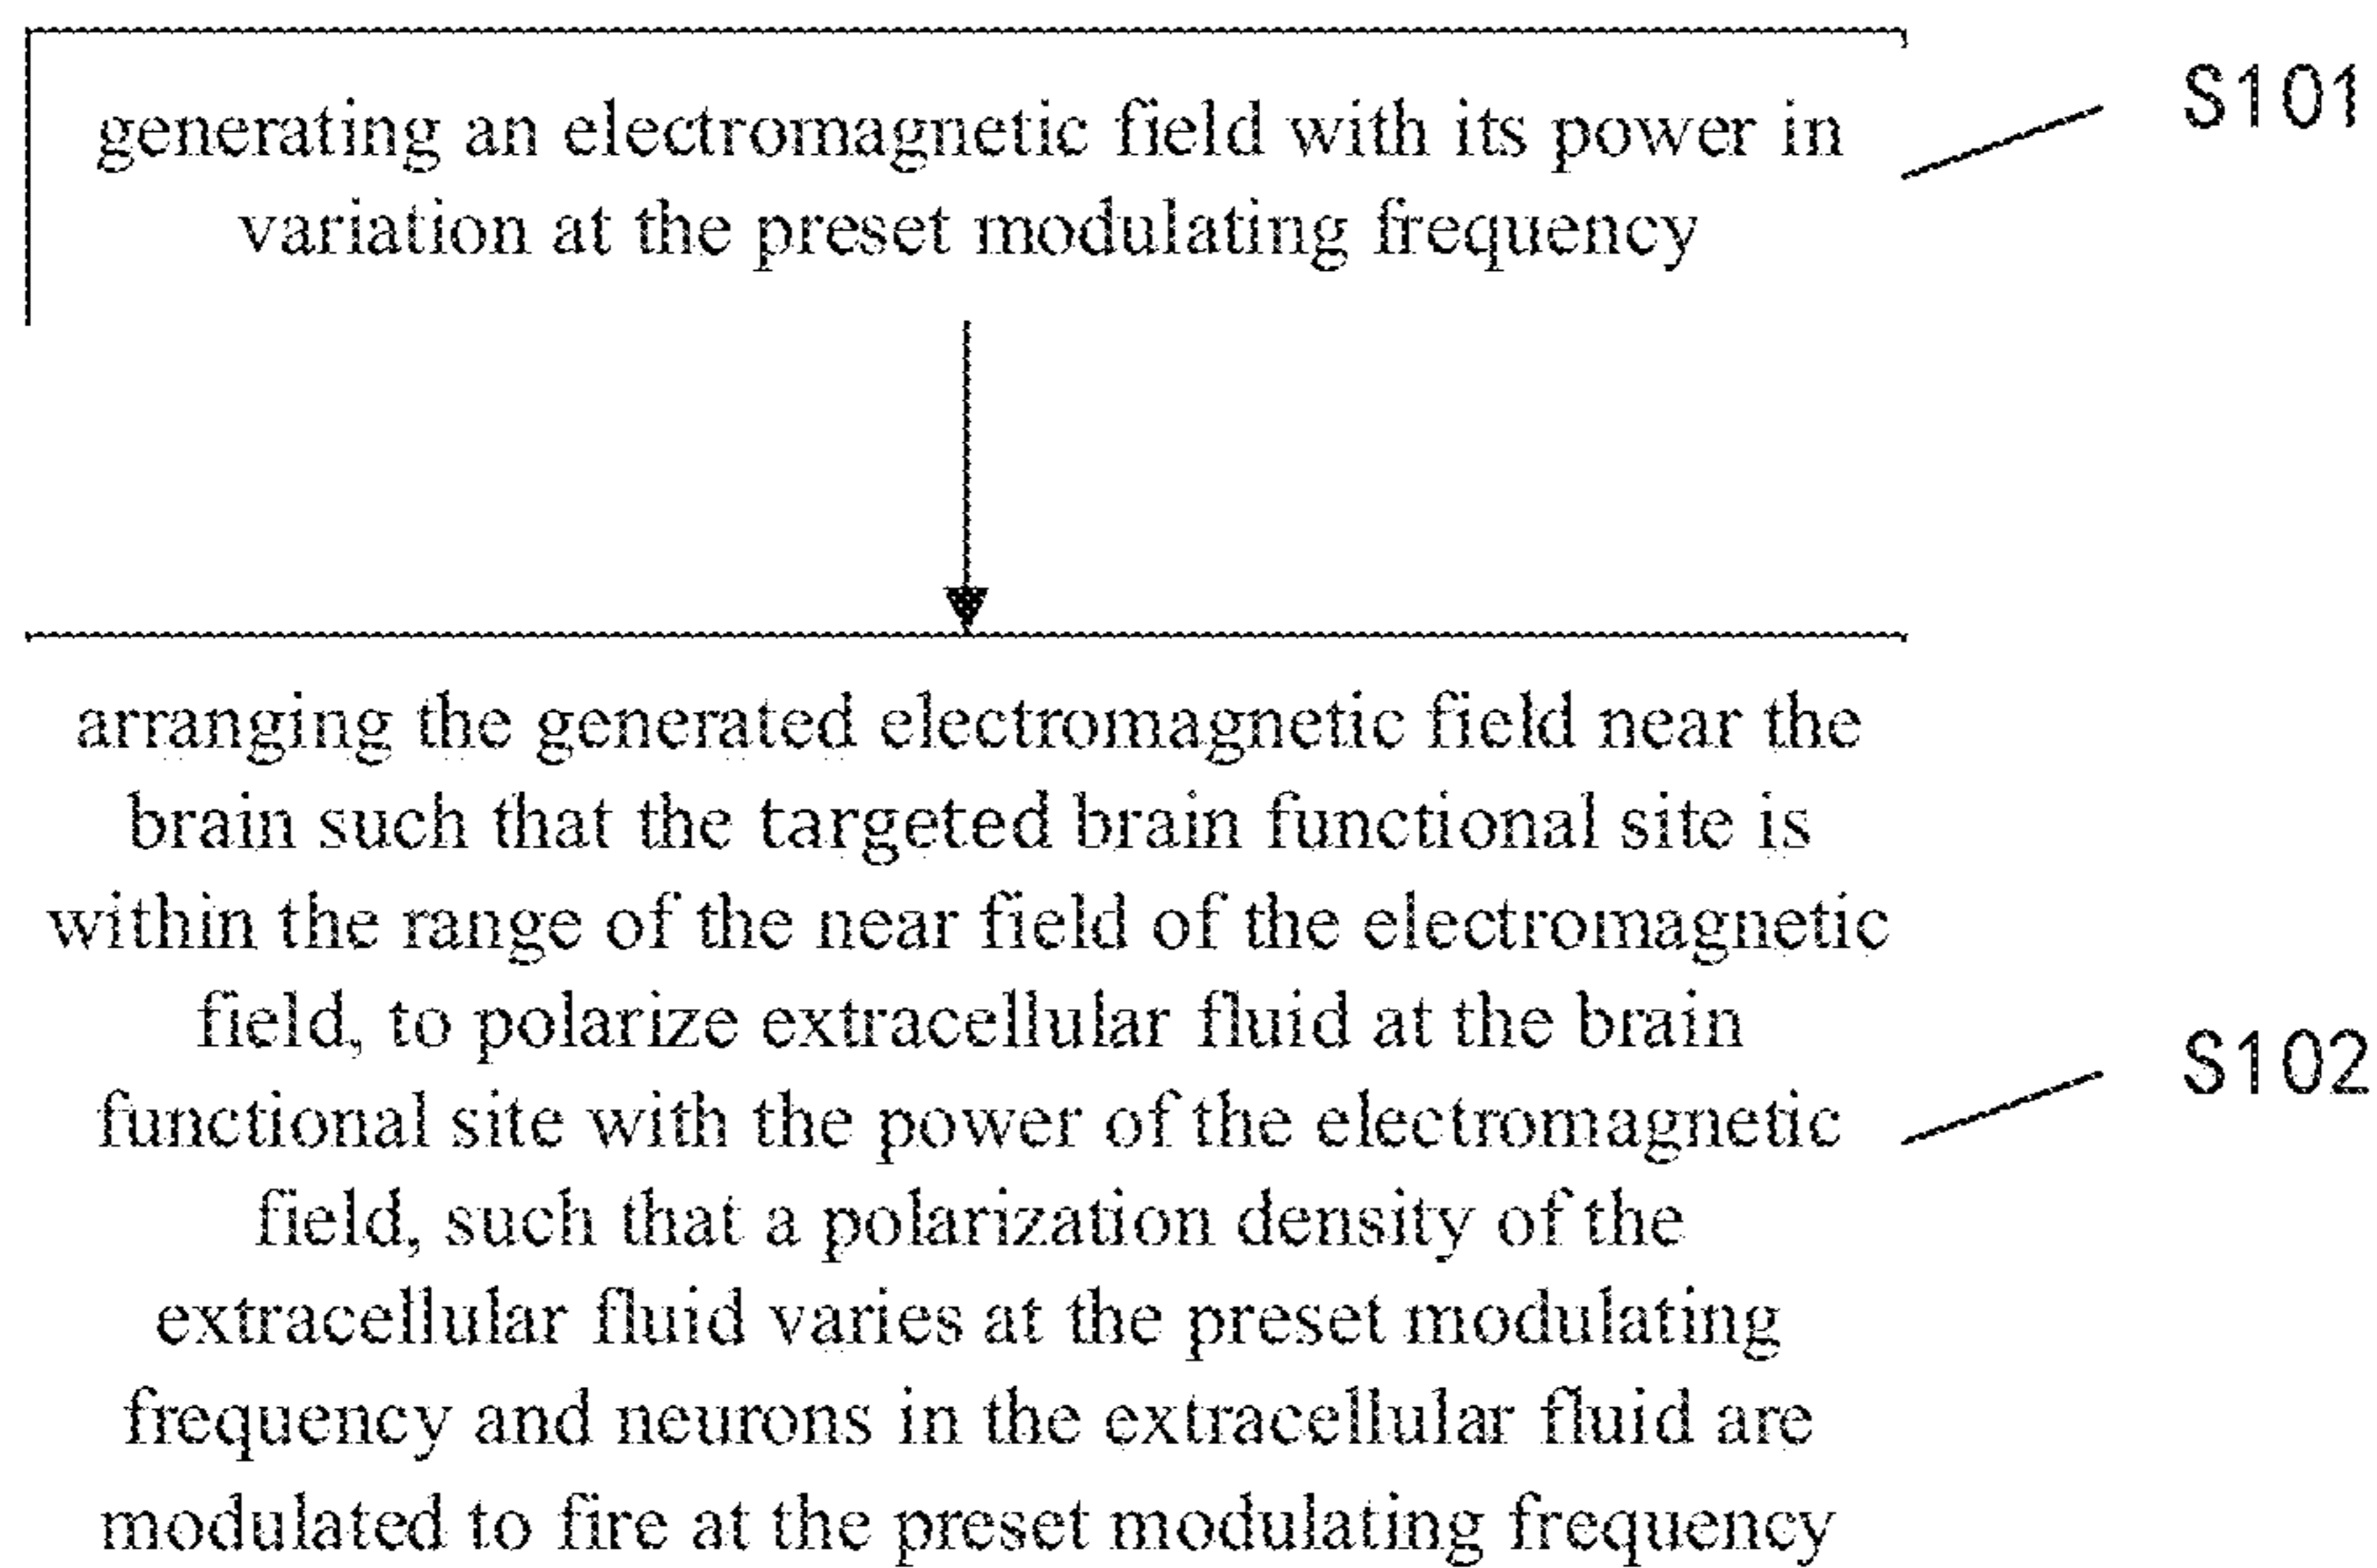 generating an electromagnetic field with its power in
variation at the preset modulating frequency
S101
arranging the generated electromagnetic field near the
brain such that the targeted brain functional site is
within the range of the near field of the electromagnetic
field, to polarize extracellular fluid at the brain
functional site with the power of the electromagnetic
field, such that a polarization density of the
extracellular fluid varies at the preset modulating
frequency and neurons in the extracellular fluid are
modulated to fire at the preset modulating frequency
S102